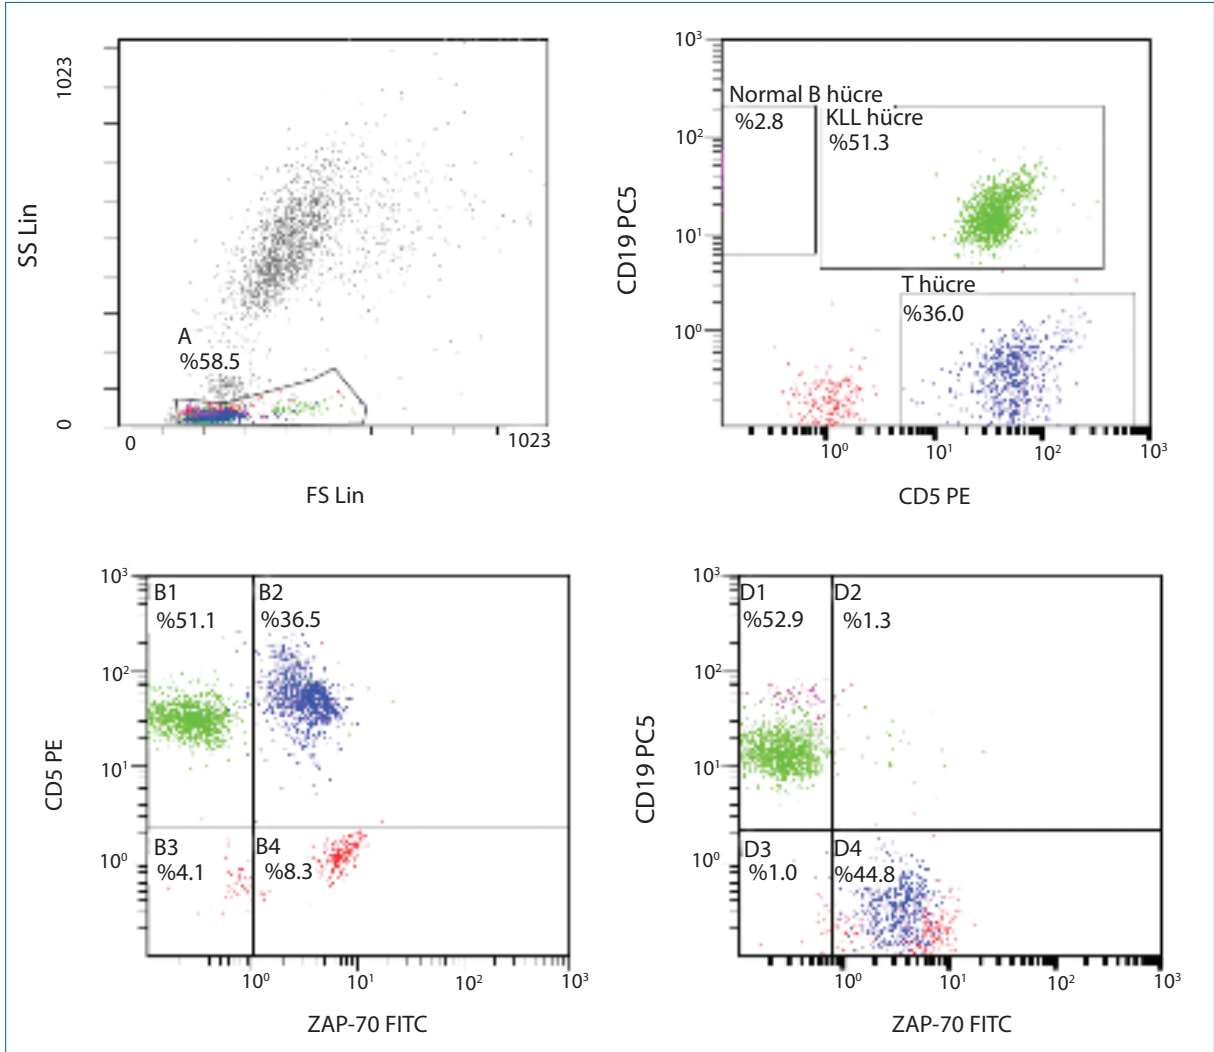 1023
SS Lin
0
A
%58.5
0
1023
FS Lin
10³
10²
10¹
10⁰
CD19 PC5
Normal B hücre
%2.8
KLL hücre
%51.3
T hücre
%36.0
10⁰
10¹
10²
10³
CD5 PE
10³
10²
10¹
10⁰
CD5 PE
B1
%51.1
B2
%36.5
B3
%4.1
B4
%8.3
10⁰
10¹
10²
10³
ZAP-70 FITC
10³
10²
10¹
10⁰
CD19 PC5
D1
%52.9
D2
%1.3
D3
%1.0
D4
%44.8
10⁰
10¹
10²
10³
ZAP-70 FITC